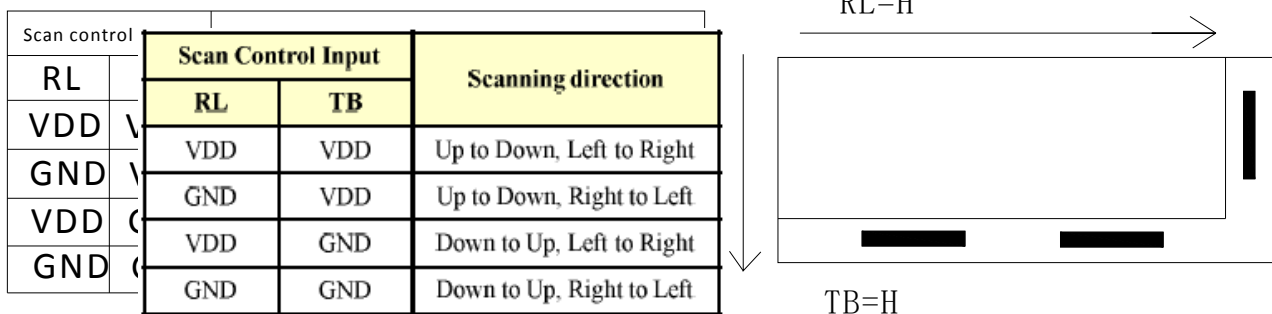 Scan control
RL
VDD
GND
VDD
GND
Scan Control Input Scanning direction
RL TB
VDD VDD Up to Down, Left to Right
GND VDD Up to Down, Right to Left
VDD GND Down to Up, Left to Right
GND GND Down to Up, Right to Left
RL=H
TB=H